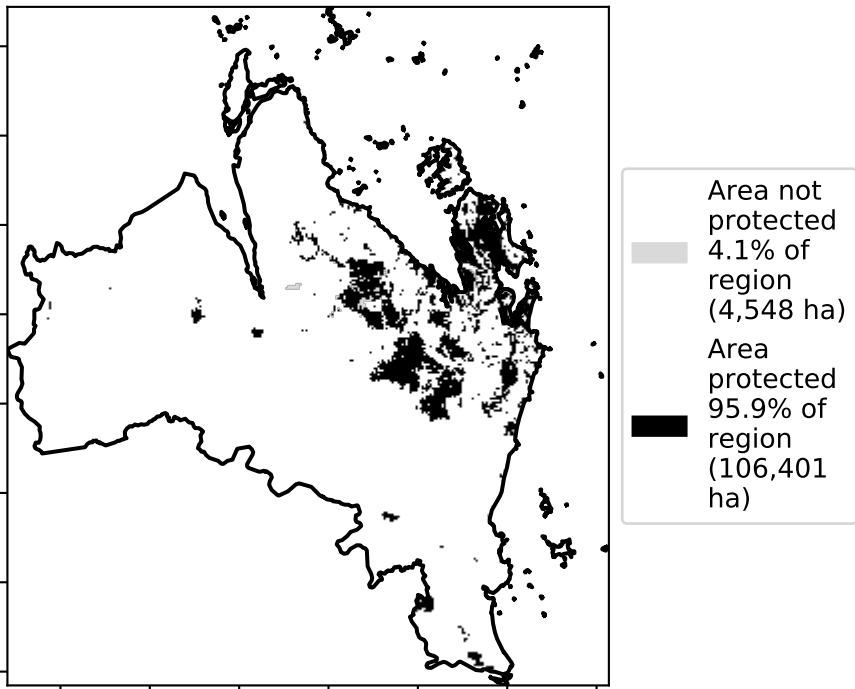 Area not
protected
4.1% of
region
(4,548 ha)
Area
protected
95.9% of
region
(106,401
ha)